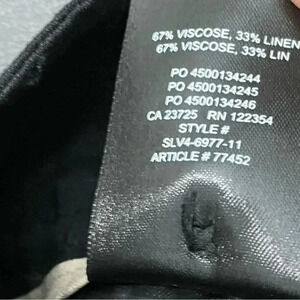 67% VISCOSE, 33% LINEN
67% VISCOSE, 33% LIN
PO 4500134244
PO 4500134245
PO 4500134246
CA 23725 RN 122354
STYLE #
SLV4-6977-11
ARTICLE # 77452